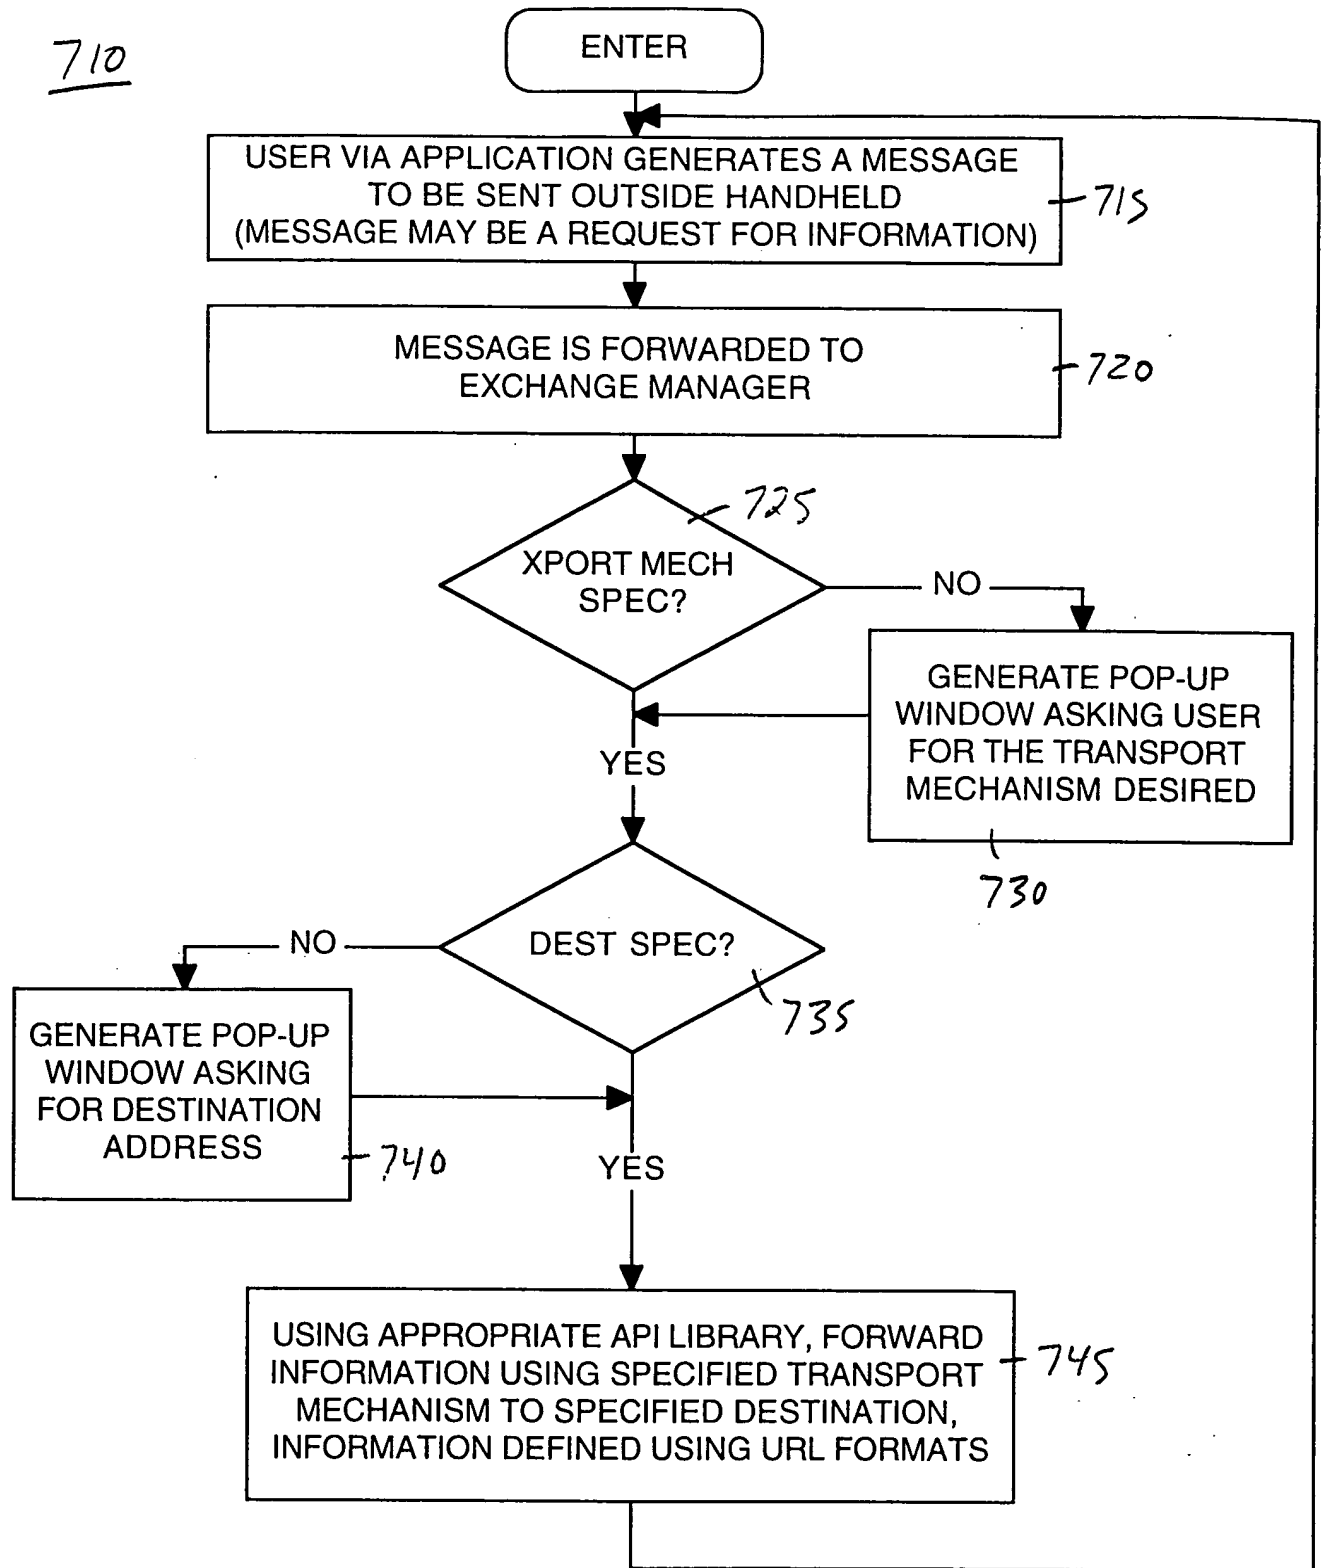 710
ENTER
USER VIA APPLICATION GENERATES A MESSAGE
TO BE SENT OUTSIDE HANDHELD
(MESSAGE MAY BE A REQUEST FOR INFORMATION)
715
MESSAGE IS FORWARDED TO
EXCHANGE MANAGER
720
725
XPORT MECH
SPEC?
NO
GENERATE POP-UP
WINDOW ASKING USER
FOR THE TRANSPORT
MECHANISM DESIRED
730
YES
DEST SPEC?
735
NO
GENERATE POP-UP
WINDOW ASKING
FOR DESTINATION
ADDRESS
740
YES
USING APPROPRIATE API LIBRARY, FORWARD
INFORMATION USING SPECIFIED TRANSPORT
MECHANISM TO SPECIFIED DESTINATION,
INFORMATION DEFINED USING URL FORMATS
745